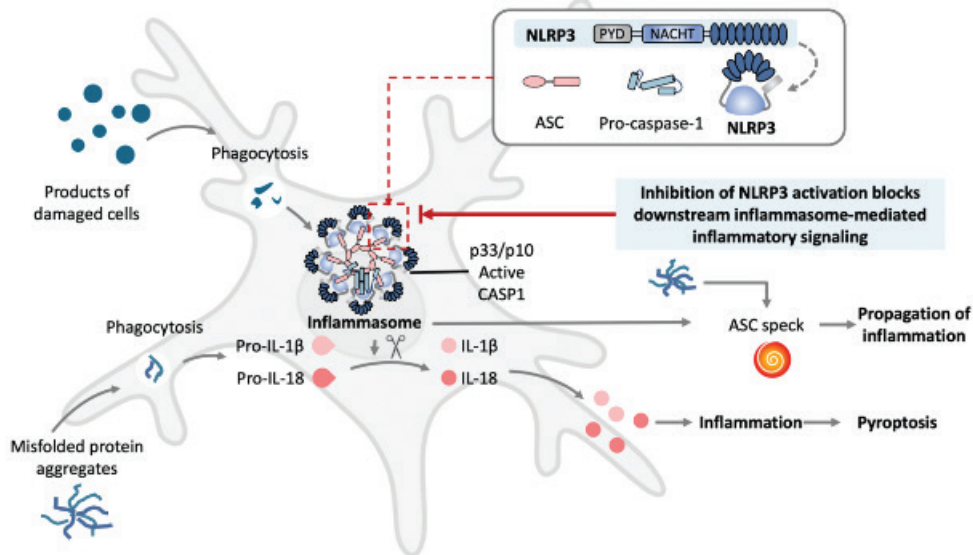 NLRP3
PYD
NACHT
ASC
Pro-caspase-1
NLRP3
Products of
damaged cells
Phagocytosis
Inhibition of NLRP3 activation blocks
downstream inflammasome-mediated
inflammatory signaling
p33/p10
Active
CASP1
Inflammasome
ASC speck
Propagation of
inflammation
Phagocytosis
Pro-IL-1β
IL-1β
Pro-IL-18
IL-18
Misfolded protein
aggregates
Inflammation
Pyroptosis